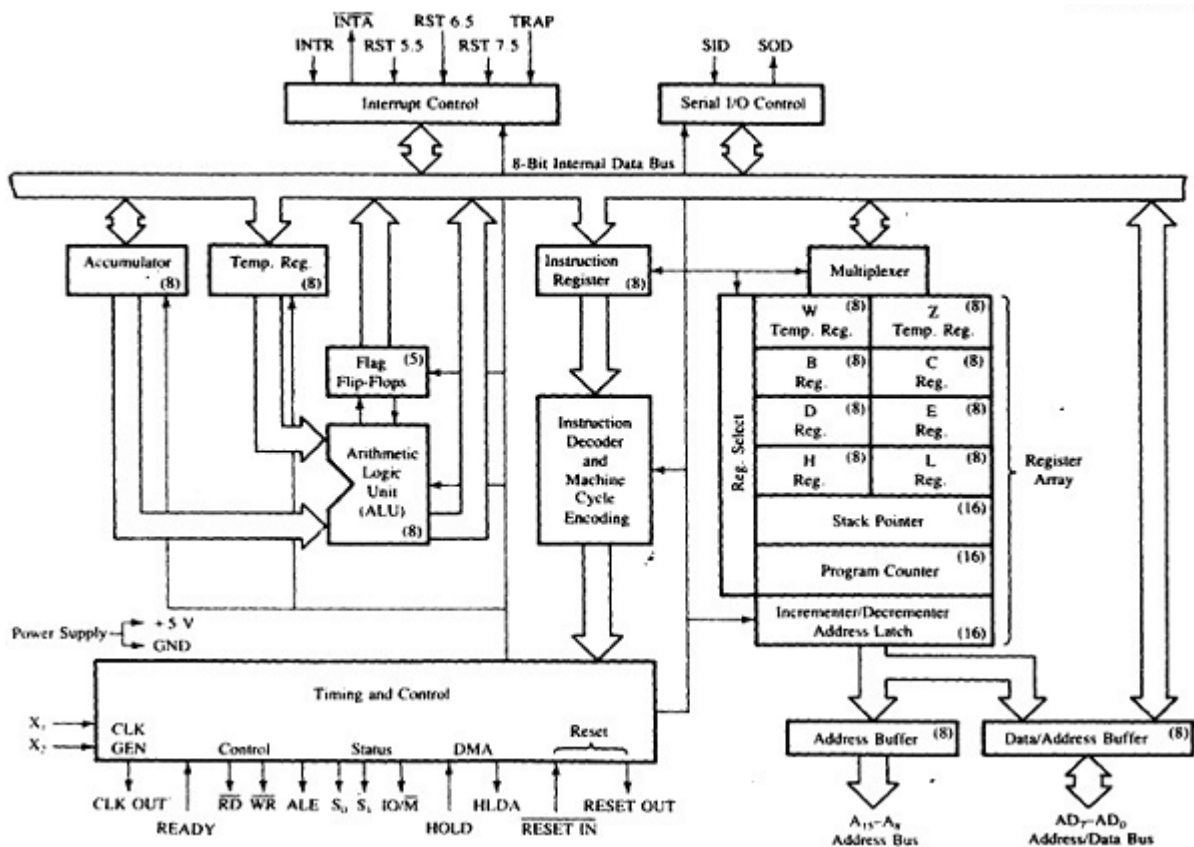 INTR
I̅N̅T̅A̅
RST 5.5
RST 6.5
RST 7.5
TRAP
SID
SOD
Interrupt Control
Serial I/O Control
8-Bit Internal Data Bus
Accumulator
(8)
Temp. Reg.
(8)
Instruction
Register
(8)
Multiplexer
Flag
Flip-Flops
(5)
Arithmetic
Logic
Unit
(ALU)
(8)
Instruction
Decoder
and
Machine
Cycle
Encoding
Reg. Select
W (8)
Temp. Reg.
Z (8)
Temp. Reg.
B (8)
Reg.
C (8)
Reg.
D (8)
Reg.
E (8)
Reg.
H (8)
Reg.
L (8)
Reg.
Stack Pointer (16)
Program Counter (16)
Incrementer/Decrementer
Address Latch (16)
Register
Array
Power Supply
+5 V
GND
Timing and Control
X₁
X₂
CLK
GEN
Control
Status
DMA
Reset
CLK OUT
READY
R̅D̅
W̅R̅
ALE
S₀
S₁
IO/M̅
HOLD
HLDA
R̅E̅S̅E̅T̅ I̅N̅
RESET OUT
Address Buffer (8)
Data/Address Buffer (8)
A₁₅–A₈
Address Bus
AD₇–AD₀
Address/Data Bus